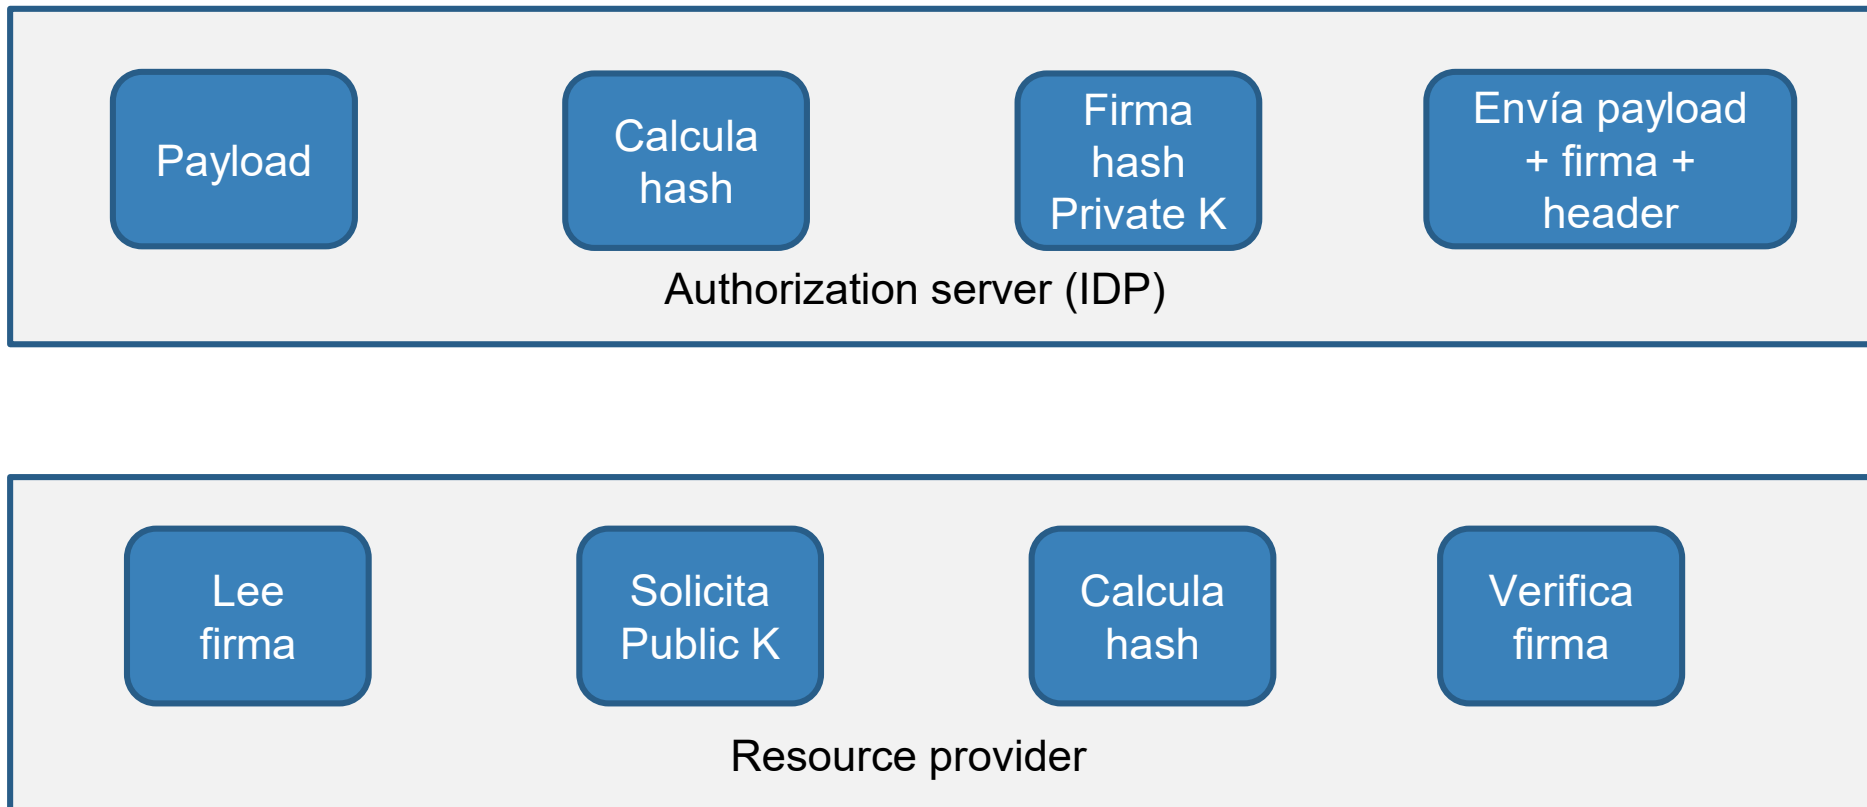 Payload
Calcula
hash
Firma
hash
Private K
Envía payload
+ firma +
header
Authorization server (IDP)
Lee
firma
Solicita
Public K
Calcula
hash
Verifica
firma
Resource provider